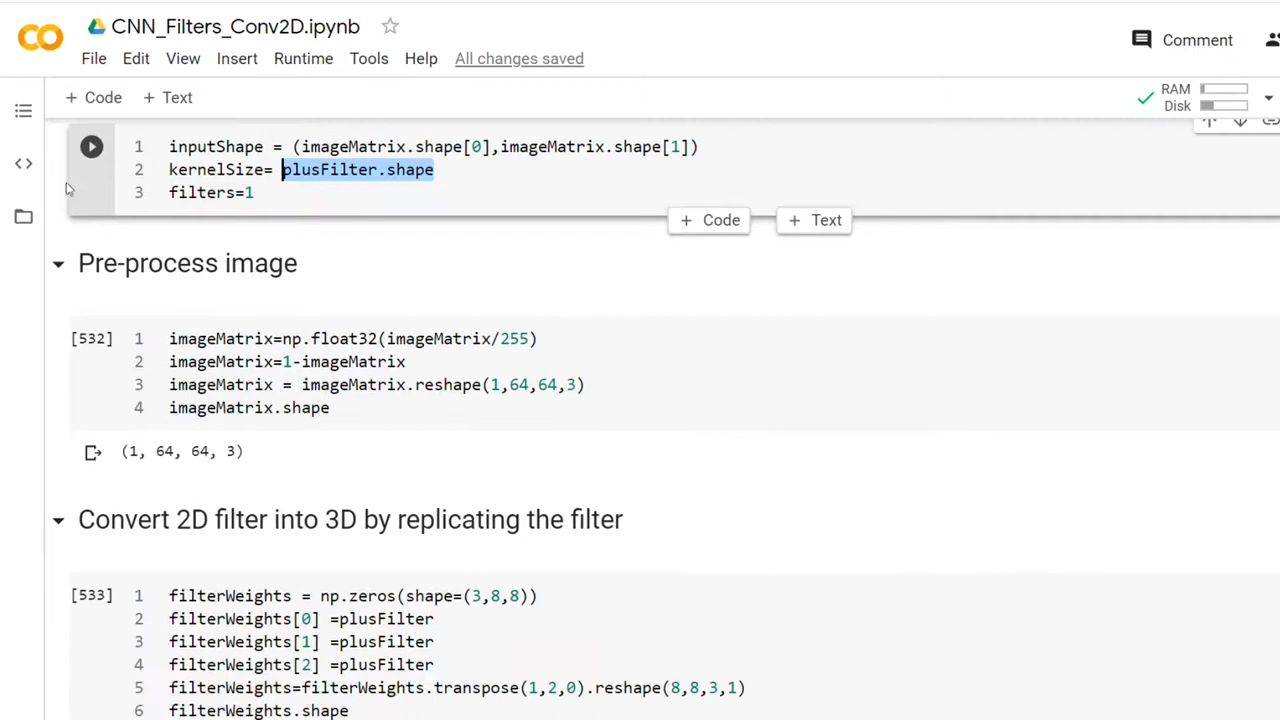 CNN_Filters_Conv2D.ipynb
File Edit View Insert Runtime Tools Help All changes saved
Comment
+ Code + Text
RAM
Disk
1 inputShape = (imageMatrix.shape[0],imageMatrix.shape[1])
2 kernelSize= plusFilter.shape
3 filters=1
+ Code + Text
Pre-process image
[532] 1 imageMatrix=np.float32(imageMatrix/255)
2 imageMatrix=1-imageMatrix
3 imageMatrix = imageMatrix.reshape(1,64,64,3)
4 imageMatrix.shape
(1, 64, 64, 3)
Convert 2D filter into 3D by replicating the filter
[533] 1 filterWeights = np.zeros(shape=(3,8,8))
2 filterWeights[0] =plusFilter
3 filterWeights[1] =plusFilter
4 filterWeights[2] =plusFilter
5 filterWeights=filterWeights.transpose(1,2,0).reshape(8,8,3,1)
6 filterWeights.shape